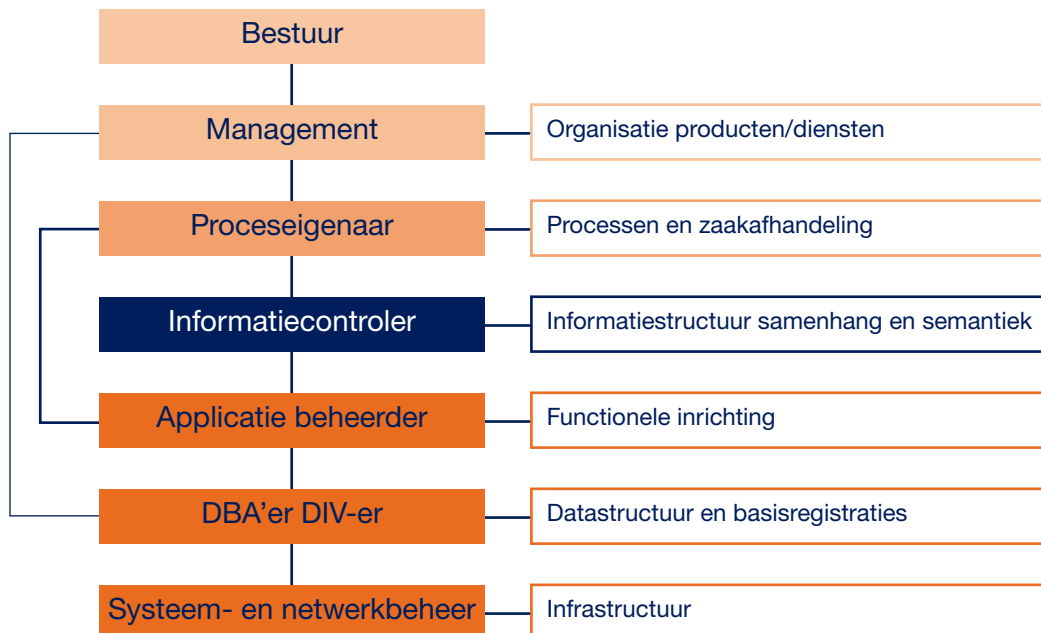 Bestuur
Management
Organisatie producten/diensten
Proceseigenaar
Processen en zaakafhandeling
Informatiecontroler
Informatiestructuur samenhang en semantiek
Applicatie beheerder
Functionele inrichting
DBA’er DIV-er
Datastructuur en basisregistraties
Systeem- en netwerkbeheer
Infrastructuur